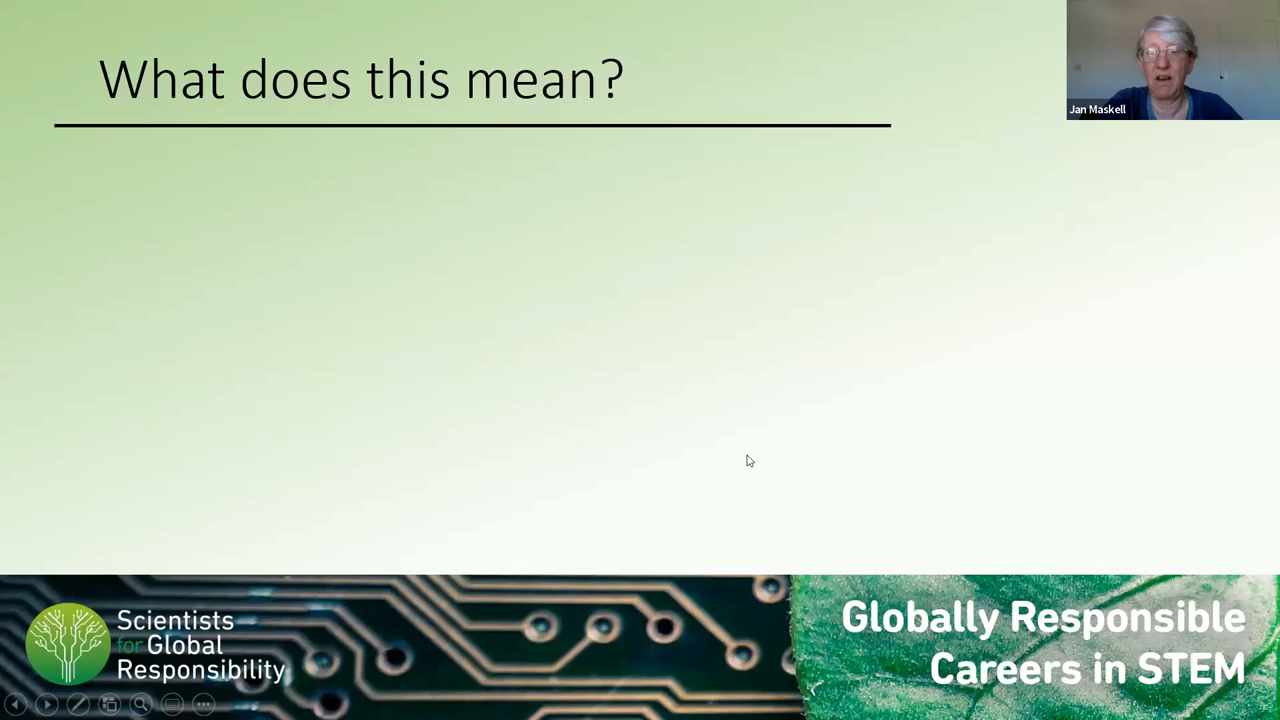 What does this mean?
Jan Maskell
Scientists
for Global
Responsibility
Globally Responsible
Careers in STEM